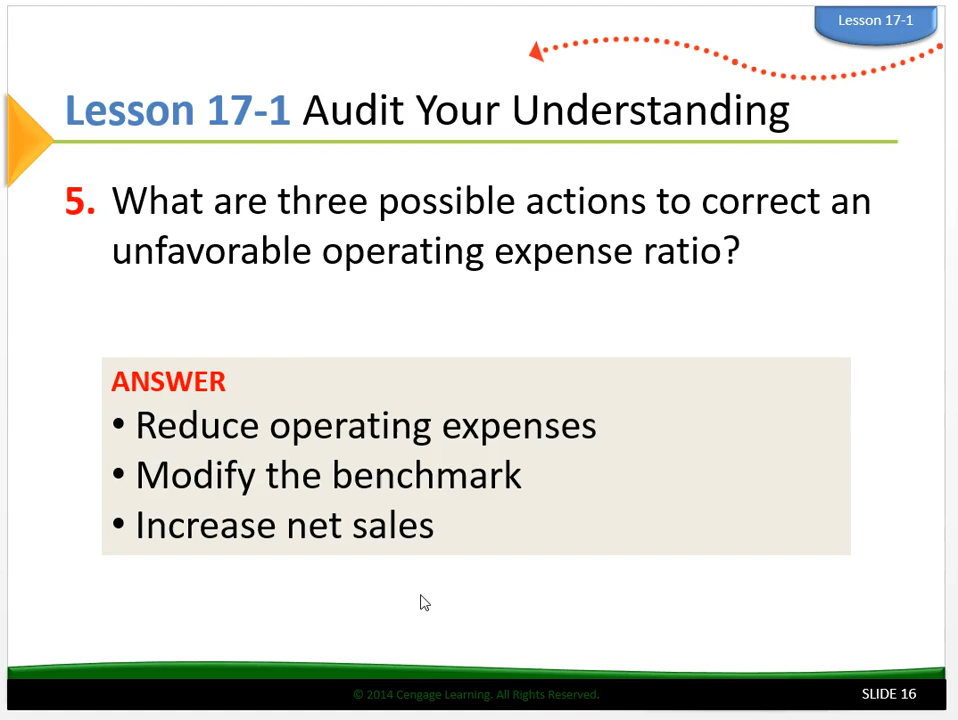 Lesson 17-1
Lesson 17-1 Audit Your Understanding
5. What are three possible actions to correct an
unfavorable operating expense ratio?
ANSWER
• Reduce operating expenses
• Modify the benchmark
• Increase net sales
© 2014 Cengage Learning. All Rights Reserved.
SLIDE 16